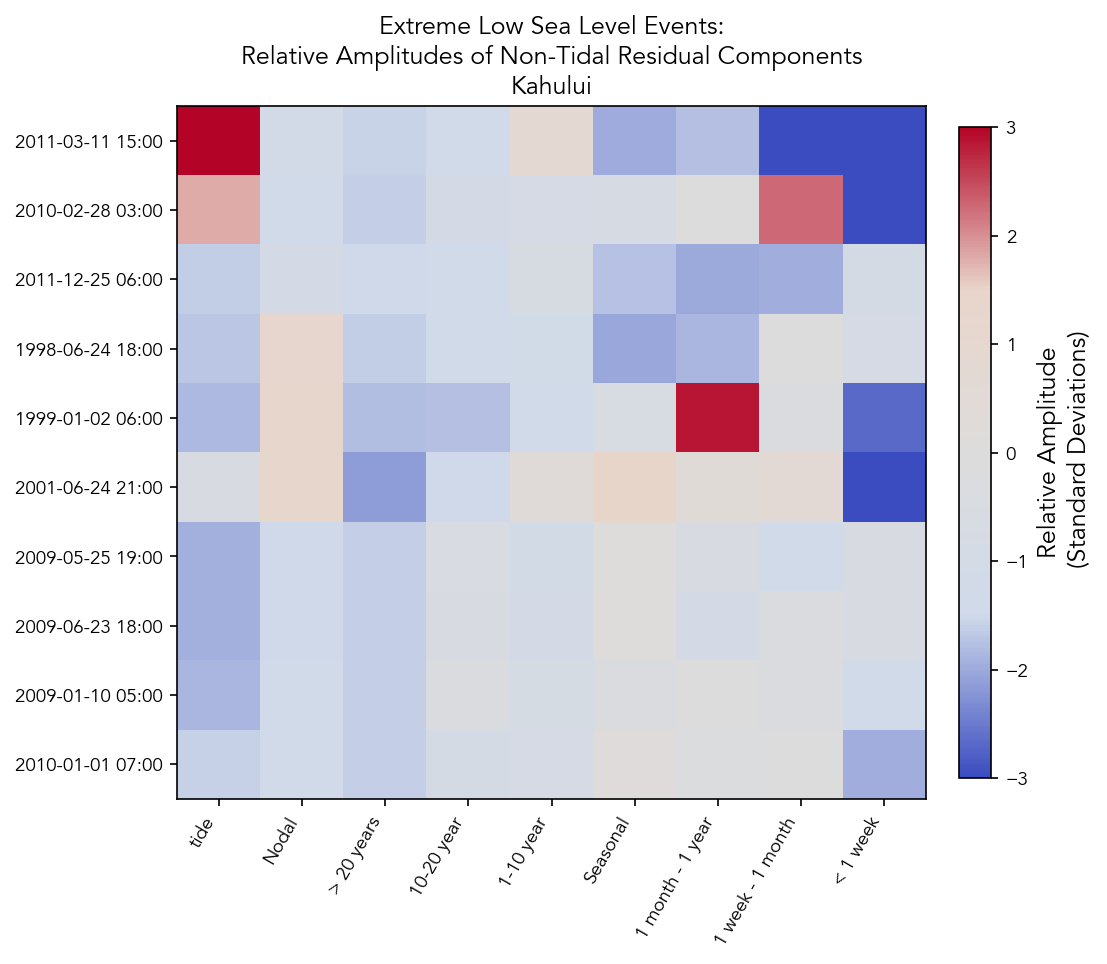 Extreme Low Sea Level Events:
Relative Amplitudes of Non-Tidal Residual Components
Kahului
2011-03-11 15:00
2010-02-28 03:00
2011-12-25 06:00
1998-06-24 18:00
1999-01-02 06:00
2001-06-24 21:00
2009-05-25 19:00
2009-06-23 18:00
2009-01-10 05:00
2010-01-01 07:00
tide
Nodal
> 20 years
10-20 year
1-10 year
Seasonal
1 month - 1 year
1 week - 1 month
< 1 week
3
2
1
0
−1
−2
−3
Relative Amplitude
(Standard Deviations)